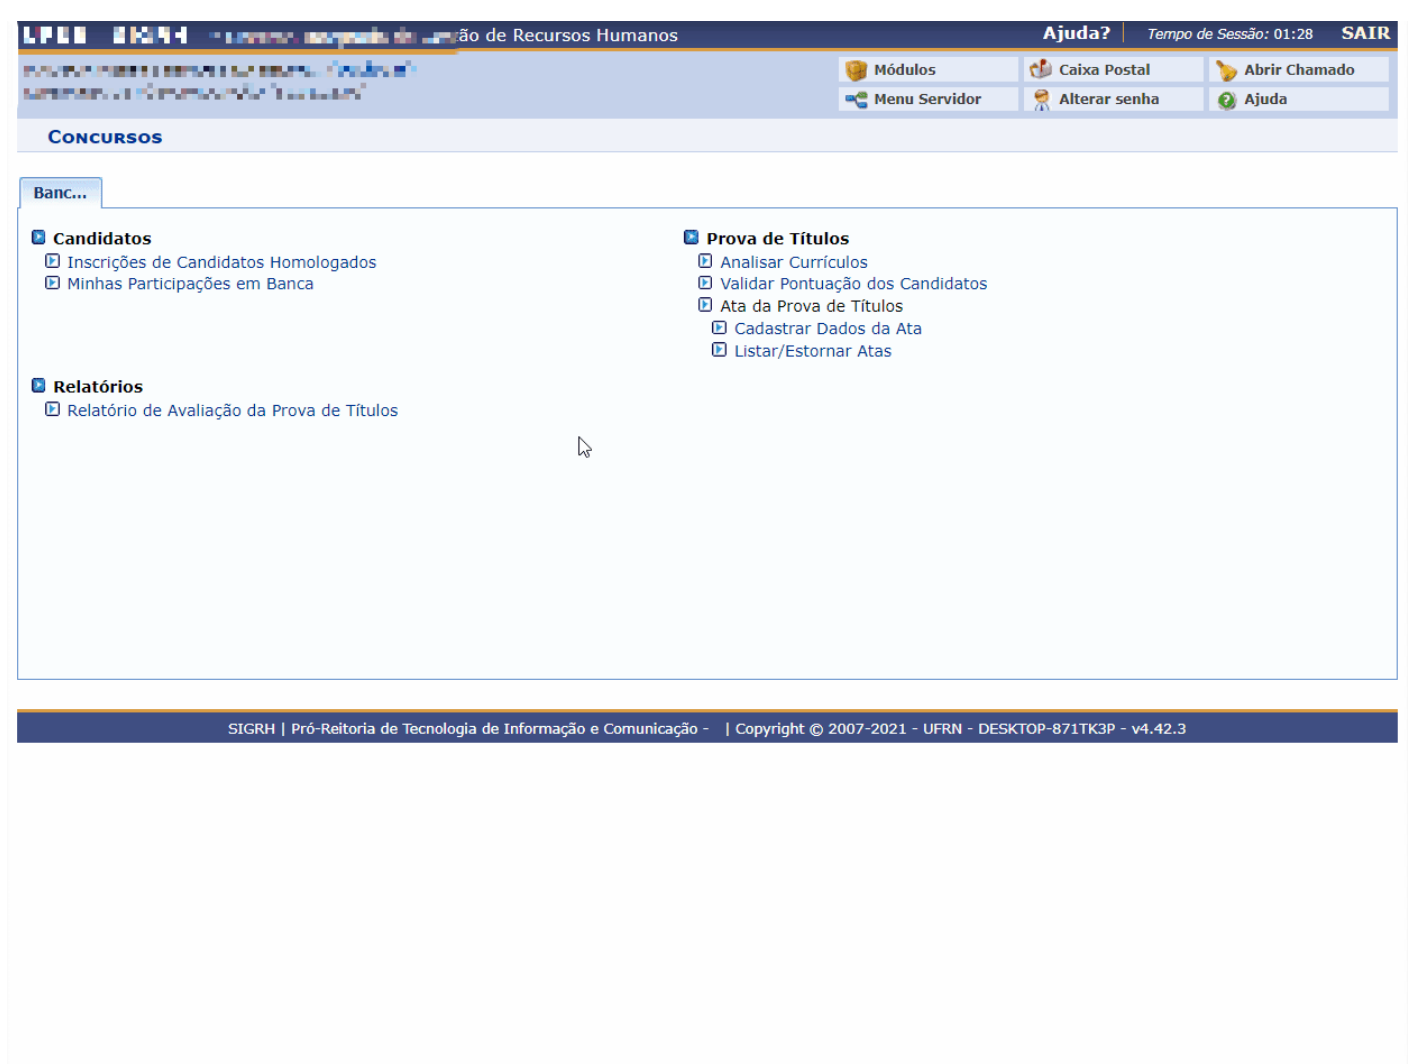 de Recursos Humanos
Ajuda?
Tempo de Sessão: 01:28
SAIR
Módulos
Caixa Postal
Abrir Chamado
Menu Servidor
Alterar senha
Ajuda
Concursos
Banc...
Candidatos
Inscrições de Candidatos Homologados
Minhas Participações em Banca
Prova de Títulos
Analisar Currículos
Validar Pontuação dos Candidatos
Ata da Prova de Títulos
Cadastrar Dados da Ata
Listar/Estornar Atas
Relatórios
Relatório de Avaliação da Prova de Títulos
SIGRH | Pró-Reitoria de Tecnologia de Informação e Comunicação - | Copyright © 2007-2021 - UFRN - DESKTOP-871TK3P - v4.42.3